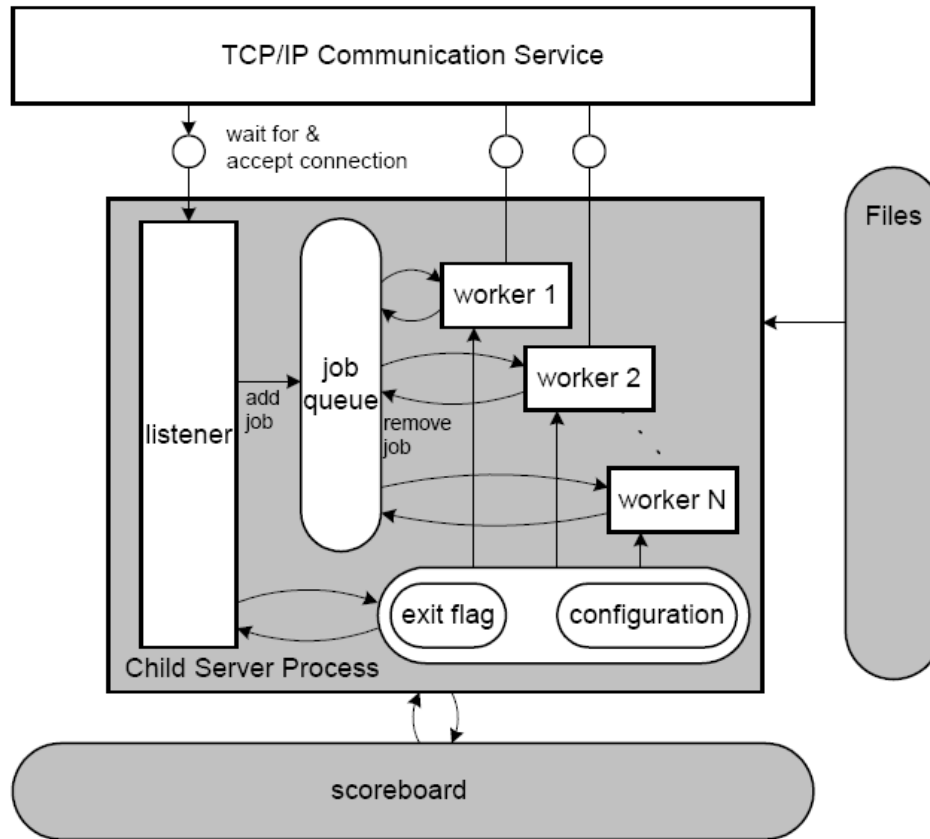 TCP/IP Communication Service
wait for &
accept connection
Files
worker 1
worker 2
job
queue
add
job
listener
remove
job
worker N
exit flag
configuration
Child Server Process
scoreboard